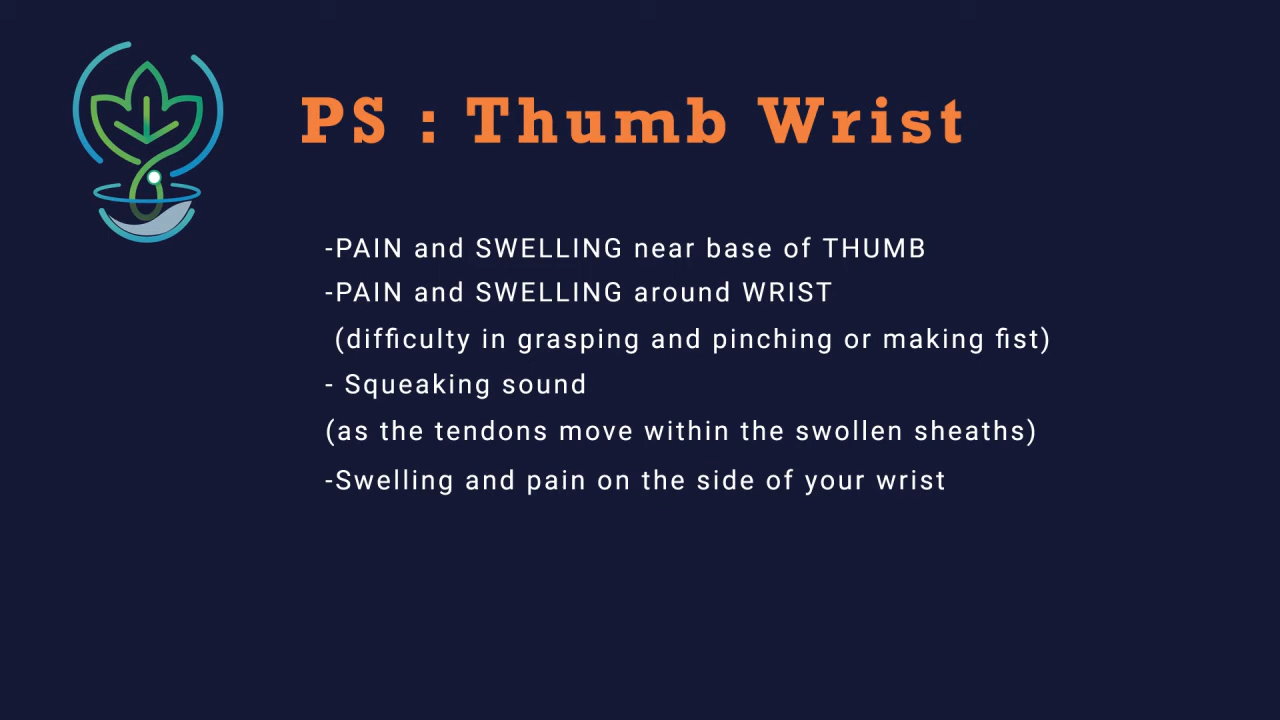 PS : Thumb Wrist
-PAIN and SWELLING near base of THUMB
-PAIN and SWELLING around WRIST
(difficulty in grasping and pinching or making fist)
- Squeaking sound
(as the tendons move within the swollen sheaths)
-Swelling and pain on the side of your wrist